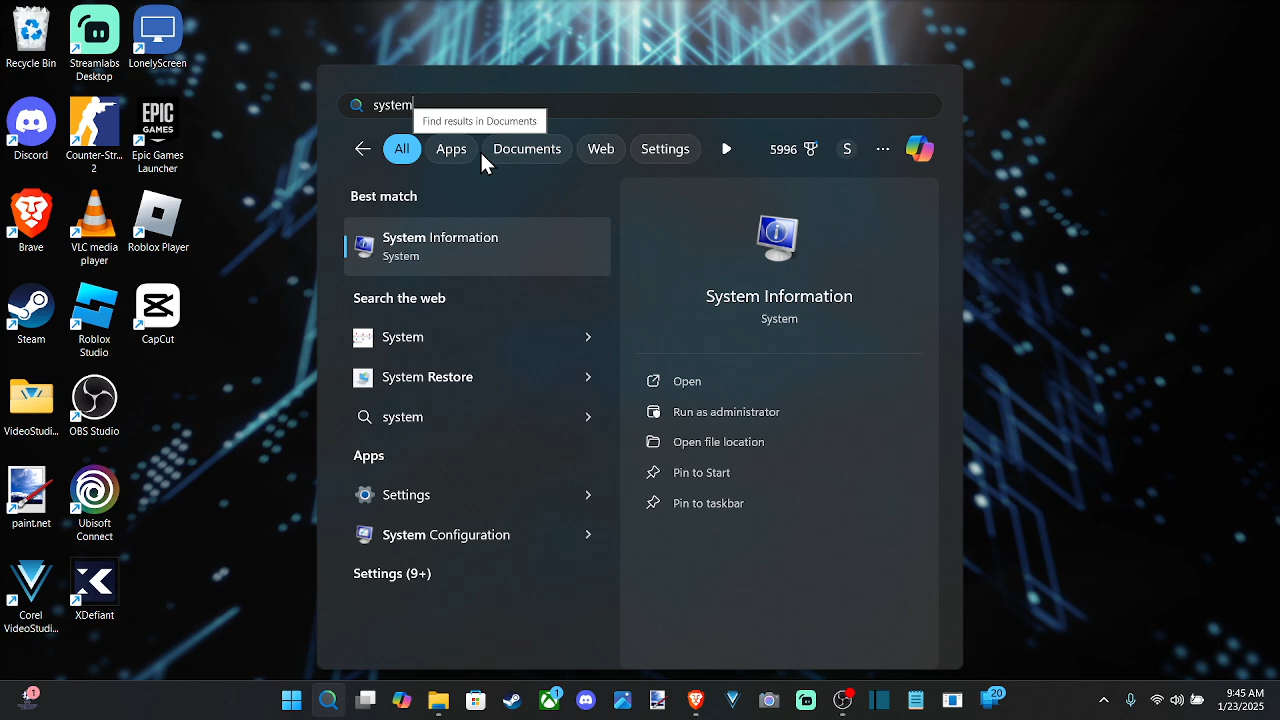 Recycle Bin
Streamlabs
Desktop
LonelyScreen
Discord
Counter-Str...
2
EPIC
GAMES
Epic Games
Launcher
Brave
VLC media
player
Roblox Player
Steam
Roblox
Studio
CapCut
VideoStudi...
OBS Studio
paint.net
Ubisoft
Connect
Corel
VideoStudi...
XDefiant
system
Find results in Documents
All
Apps
Documents
Web
Settings
5996
S
Best match
System Information
System
Search the web
System
System Restore
system
Apps
Settings
System Configuration
Settings (9+)
System Information
System
Open
Run as administrator
Open file location
Pin to Start
Pin to taskbar
1
1
20
9:45 AM
1/23/2025